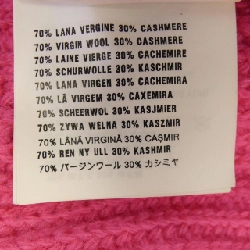 70% LANA VERGINE 30% CASHMERE
70% VIRGIN WOOL 30% CASHMERE
70% LAINE VIERGE 30% CACHEMIRE
70% SCHURWOLLE 30% KASCHMIR
70% LANA VIRGEN 30% CACHEMIRA
70% LÃ VIRGEM 30% CAXEMIRA
70% SCHEERWOL 30% KASJMIER
70% ŻYWA WEŁNA 30% KASZMIR
70% LÂNĂ VIRGINĂ 30% CAŞMIR
70% REN NY ULL 30% KASHMIR
70% バージンウール 30% カシミヤ